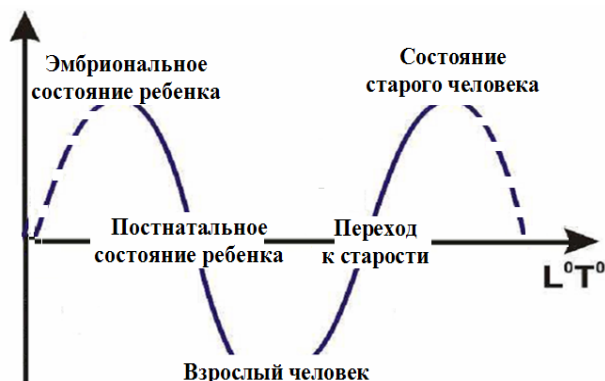 Эмбриональное
состояние ребенка
Состояние
старого человека
Постнатальное
состояние ребенка
Переход
к старости
L⁰T⁰
Взрослый человек